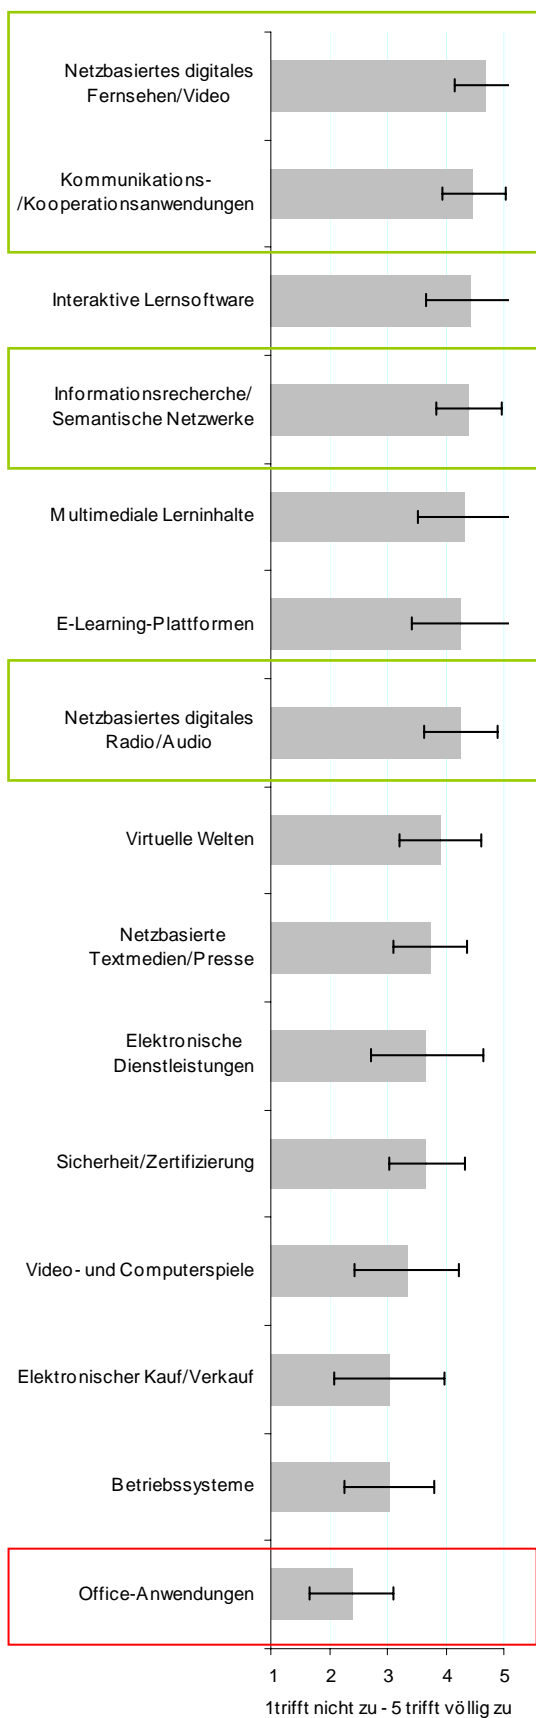 Netzbasiertes digitales
Fernsehen/Video
Kommunikations-
/Kooperationsanwendungen
Interaktive Lernsoftware
Informationsrecherche/
Semantische Netzwerke
Multimediale Lerninhalte
E-Learning-Plattformen
Netzbasiertes digitales
Radio/Audio
Virtuelle Welten
Netzbasierte
Textmedien/Presse
Elektronische
Dienstleistungen
Sicherheit/Zertifizierung
Video- und Computerspiele
Elektronischer Kauf/Verkauf
Betriebssysteme
Office-Anwendungen
1 2 3 4 5
1trifft nicht zu - 5 trifft völlig zu